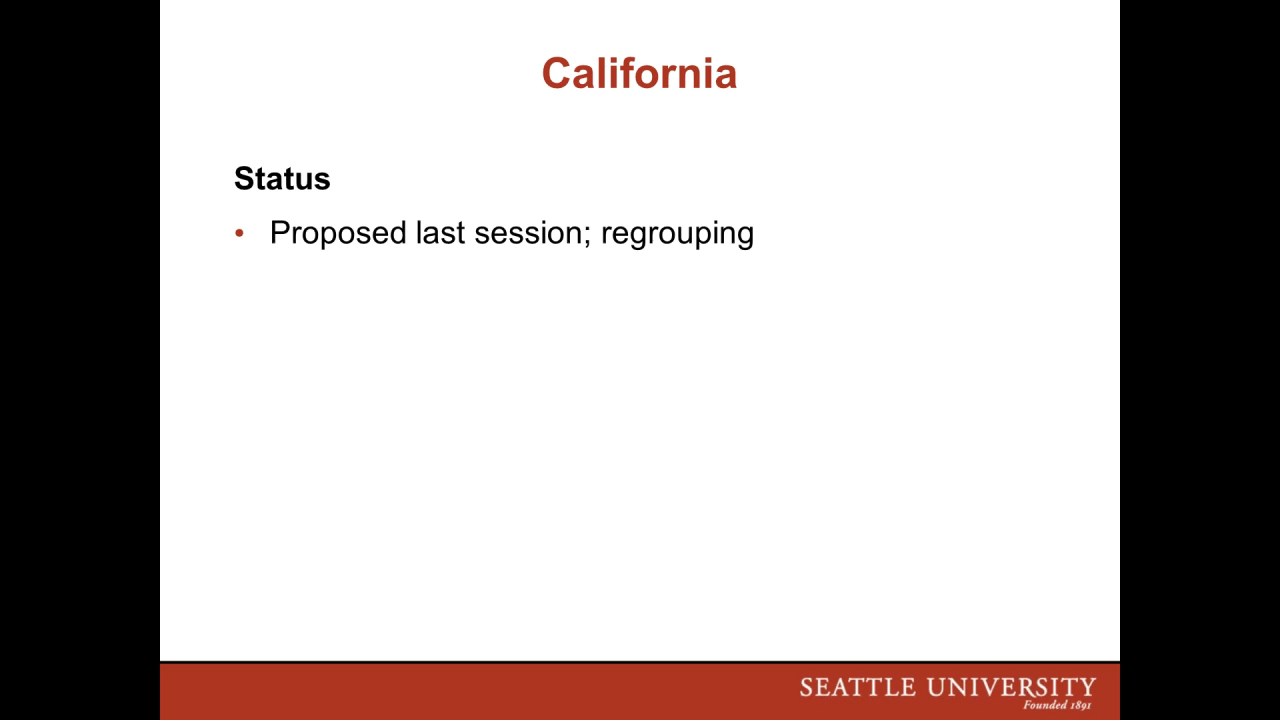 California
Status
• Proposed last session; regrouping
SEATTLE UNIVERSITY
Founded 1891